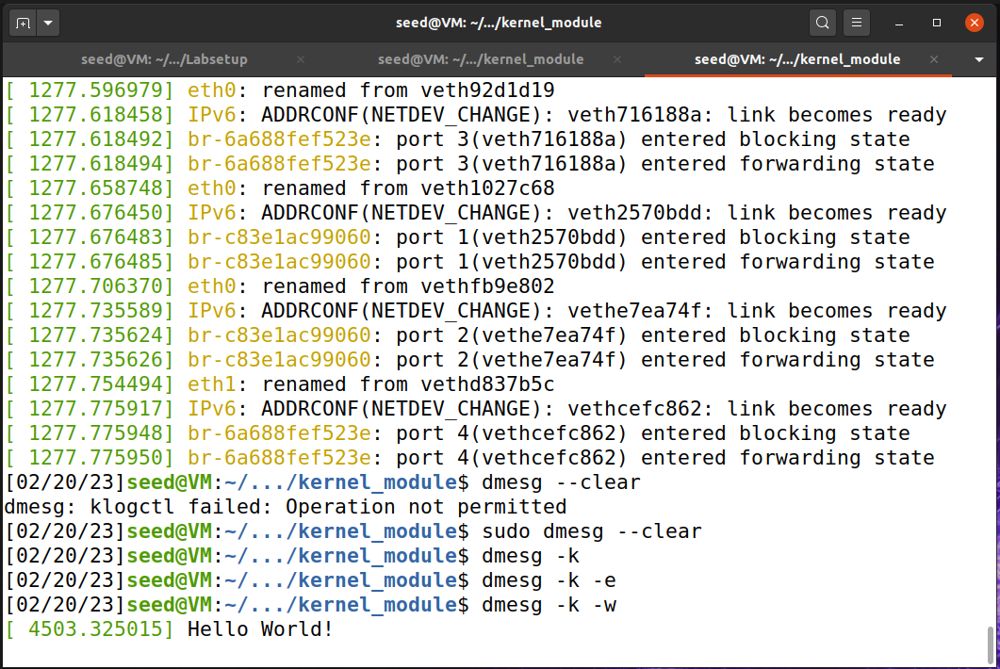 seed@VM: ~/.../kernel_module
seed@VM: ~/.../Labsetup
seed@VM: ~/.../kernel_module
seed@VM: ~/.../kernel_module
[ 1277.596979] eth0: renamed from veth92d1d19
[ 1277.618458] IPv6: ADDRCONF(NETDEV_CHANGE): veth716188a: link becomes ready
[ 1277.618492] br-6a688fef523e: port 3(veth716188a) entered blocking state
[ 1277.618494] br-6a688fef523e: port 3(veth716188a) entered forwarding state
[ 1277.658748] eth0: renamed from veth1027c68
[ 1277.676450] IPv6: ADDRCONF(NETDEV_CHANGE): veth2570bdd: link becomes ready
[ 1277.676483] br-c83e1ac99060: port 1(veth2570bdd) entered blocking state
[ 1277.676485] br-c83e1ac99060: port 1(veth2570bdd) entered forwarding state
[ 1277.706370] eth0: renamed from vethfb9e802
[ 1277.735589] IPv6: ADDRCONF(NETDEV_CHANGE): vethe7ea74f: link becomes ready
[ 1277.735624] br-c83e1ac99060: port 2(vethe7ea74f) entered blocking state
[ 1277.735626] br-c83e1ac99060: port 2(vethe7ea74f) entered forwarding state
[ 1277.754494] eth1: renamed from vethd837b5c
[ 1277.775917] IPv6: ADDRCONF(NETDEV_CHANGE): vethcefc862: link becomes ready
[ 1277.775948] br-6a688fef523e: port 4(vethcefc862) entered blocking state
[ 1277.775950] br-6a688fef523e: port 4(vethcefc862) entered forwarding state
[02/20/23]seed@VM:~/.../kernel_module$ dmesg --clear
dmesg: klogctl failed: Operation not permitted
[02/20/23]seed@VM:~/.../kernel_module$ sudo dmesg --clear
[02/20/23]seed@VM:~/.../kernel_module$ dmesg -k
[02/20/23]seed@VM:~/.../kernel_module$ dmesg -k -e
[02/20/23]seed@VM:~/.../kernel_module$ dmesg -k -w
[ 4503.325015] Hello World!